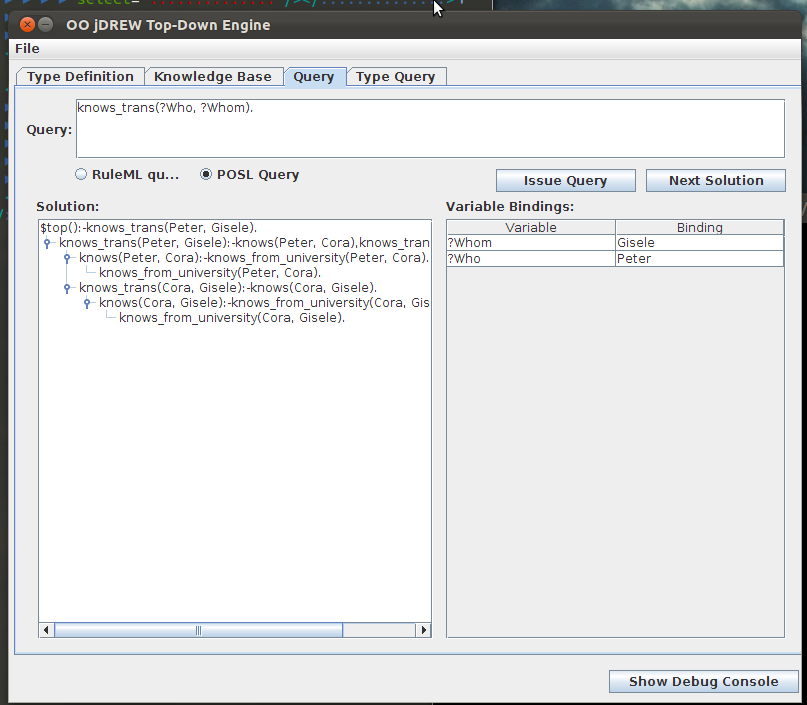 select=
OO jDREW Top-Down Engine
File
Type Definition Knowledge Base Query Type Query
Query:
knows_trans(?Who, ?Whom).
RuleML qu... POSL Query Issue Query Next Solution
Solution:
Variable Bindings:
$top():-knows_trans(Peter, Gisele).
knows_trans(Peter, Gisele):-knows(Peter, Cora),knows_tran
knows(Peter, Cora):-knows_from_university(Peter, Cora).
knows_from_university(Peter, Cora).
knows_trans(Cora, Gisele):-knows(Cora, Gisele).
knows(Cora, Gisele):-knows_from_university(Cora, Gis
knows_from_university(Cora, Gisele).
Variable Binding
?Whom Gisele
?Who Peter
Show Debug Console